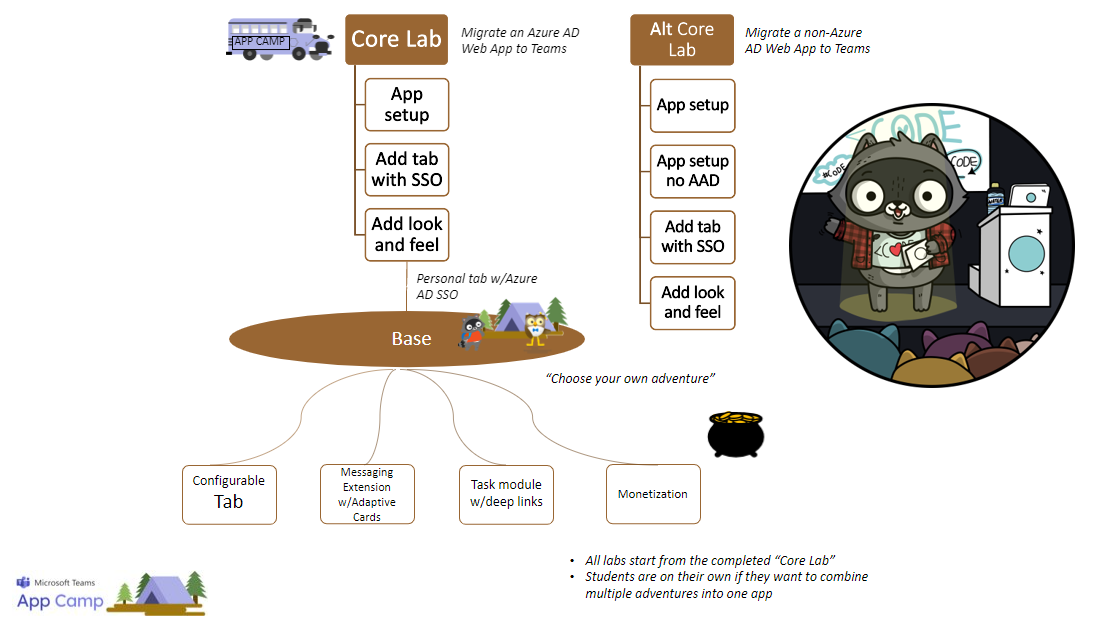 APP CAMP
Core Lab
Migrate an Azure AD
Web App to Teams
Alt Core
Lab
Migrate a non-Azure
AD Web App to Teams
App
setup
Add tab
with SSO
Add look
and feel
App setup
App setup
no AAD
Add tab
with SSO
Add look
and feel
CODE
#CODE
CODE
Personal tab w/Azure
AD SSO
Base
“Choose your own adventure”
Configurable
Tab
Messaging
Extension
w/Adaptive
Cards
Task module
w/deep links
Monetization
• All labs start from the completed “Core Lab”
• Students are on their own if they want to combine
multiple adventures into one app
Microsoft Teams
App Camp